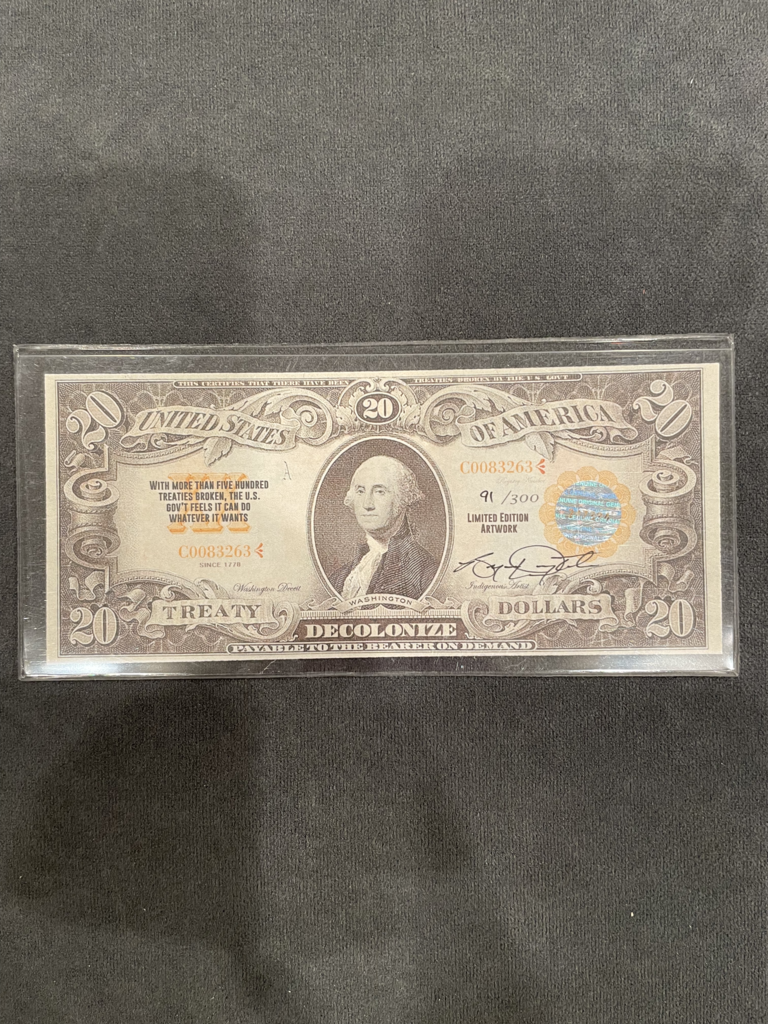 THIS CERTIFIES THAT THERE HAVE BEEN
TREATIES BROKEN BY THE U.S. GOV'T
20
20
20
UNITED STATES
OF AMERICA
A
WITH MORE THAN FIVE HUNDRED
TREATIES BROKEN, THE U.S.
GOV'T FEELS IT CAN DO
WHATEVER IT WANTS
C0083263
SINCE 1778
C0083263
91 /300
LIMITED EDITION
ARTWORK
Washington Deceit
Indigenous Artist
WASHINGTON
20
TREATY
DOLLARS
20
DECOLONIZE
PAYABLE TO THE BEARER ON DEMAND